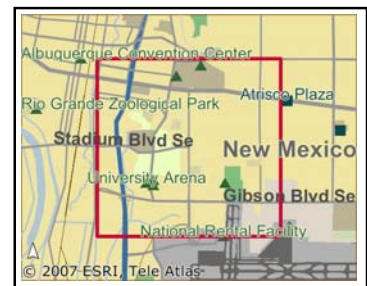 Albuquerque Convention Center
Atrisco Plaza
Rio Grande Zoological Park
Stadium Blvd Se
New Mexico
University Arena
Gibson Blvd Se
National Rental Facility
© 2007 ESRI, Tele Atlas